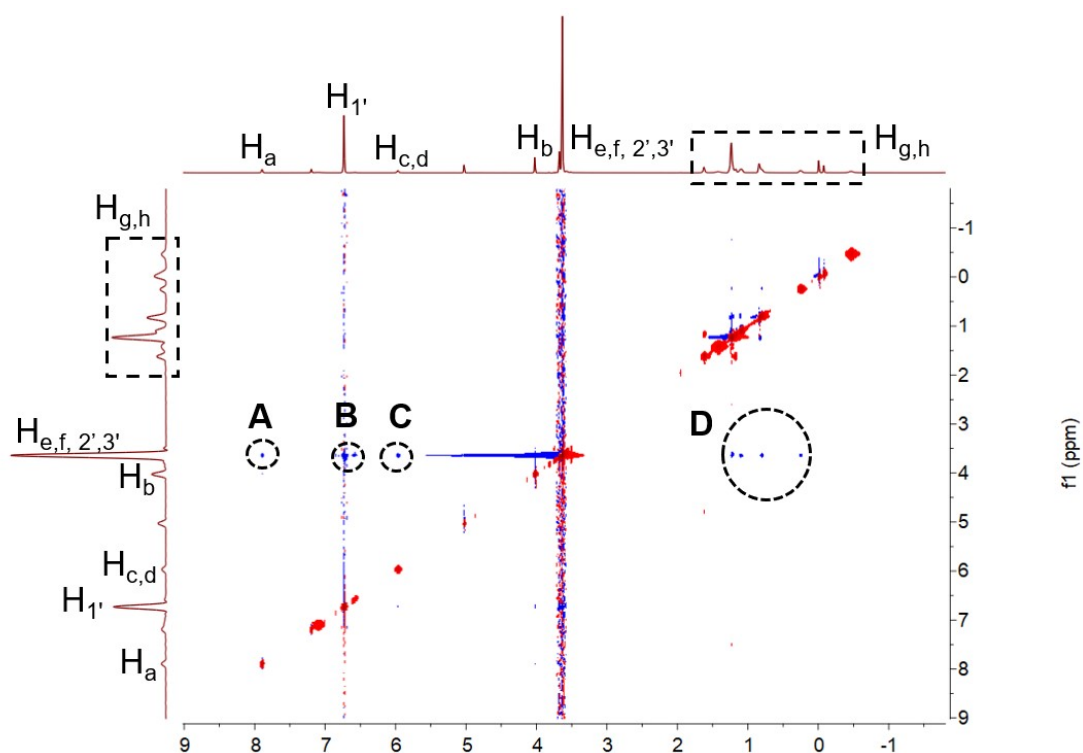 H1'
Ha
Hc,d
Hb
He,f, 2',3'
Hg,h
Hg,h
A
B
C
D
He,f, 2',3'
Hb
Hc,d
H1'
Ha
-1
0
1
2
3
4
5
6
7
8
9
f1 (ppm)
9 8 7 6 5 4 3 2 1 0 -1